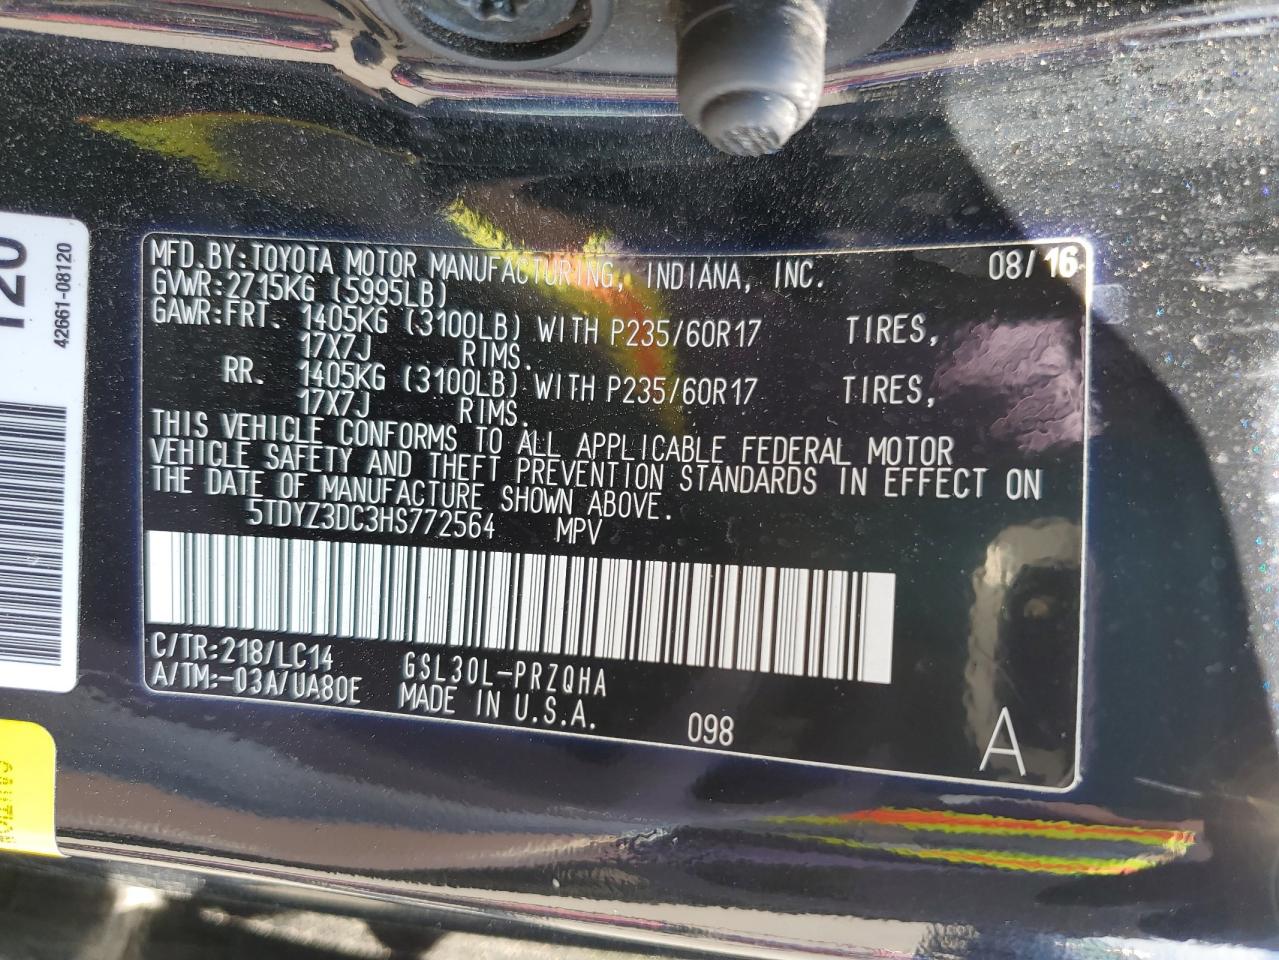 MFD.BY:TOYOTA MOTOR MANUFACTURING, INDIANA, INC. 08/16
GVWR:2715KG (5995LB)
GAWR:FRT. 1405KG (3100LB) WITH P235/60R17 TIRES,
17X7J RIMS.
RR. 1405KG (3100LB) WITH P235/60R17 TIRES,
17X7J RIMS.
THIS VEHICLE CONFORMS TO ALL APPLICABLE FEDERAL MOTOR
VEHICLE SAFETY AND THEFT PREVENTION STANDARDS IN EFFECT ON
THE DATE OF MANUFACTURE SHOWN ABOVE.
5TDYZ3DC3HS772564 MPV
C/TR:218/LC14 GSL30L-PRZQHA
A/TM:-03A/UA80E MADE IN U.S.A. 098 A
42661-08120
120